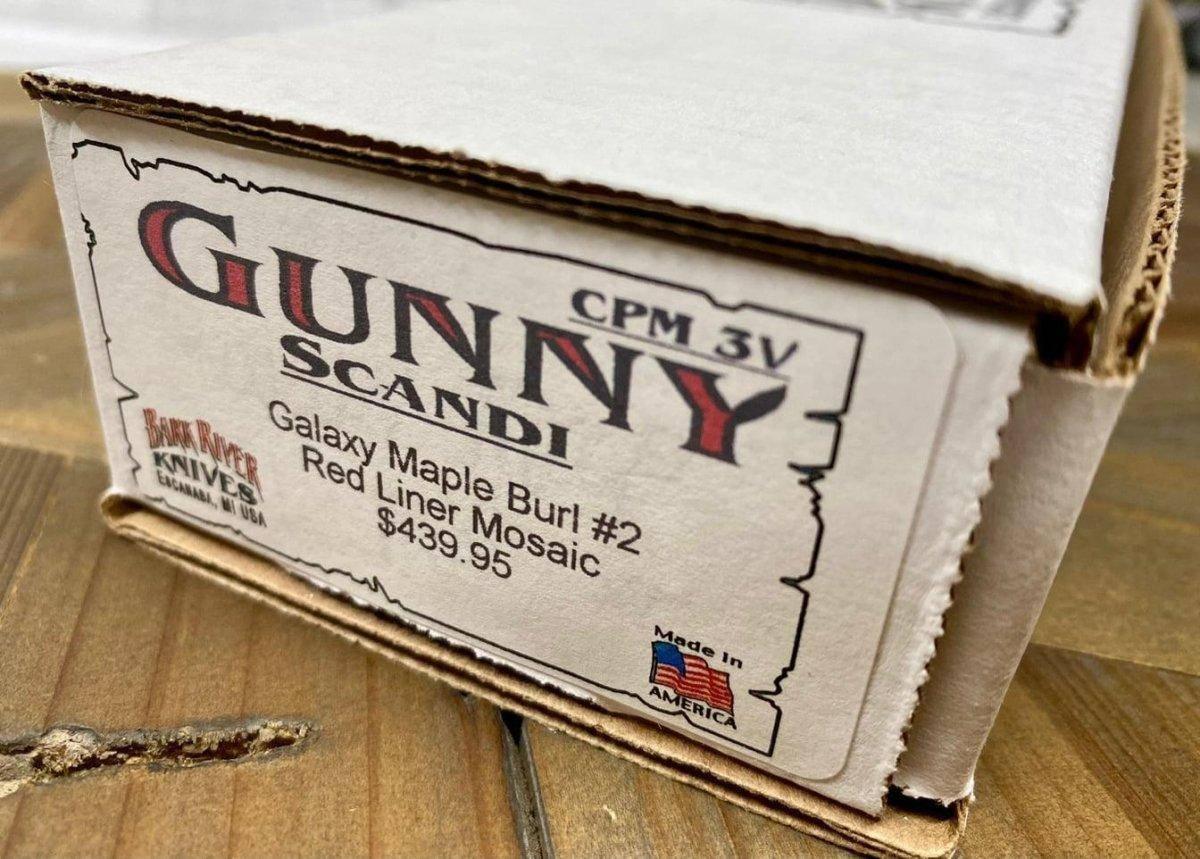 GUNNY
CPM 3V
SCANDI
Galaxy Maple Burl #2
Red Liner Mosaic
$439.95
BARK RIVER
KNIVES
ESCANABA, MI USA
Made In
AMERICA